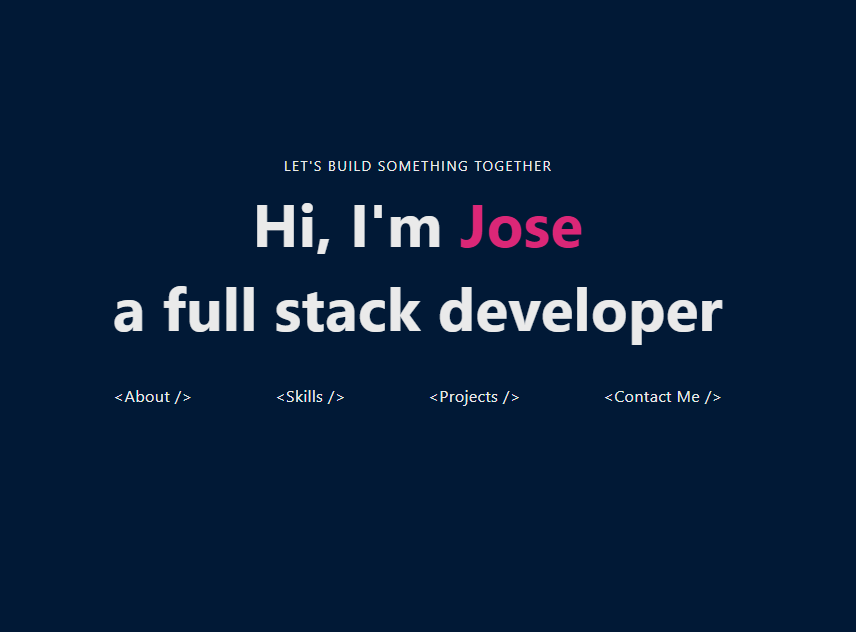 LET'S BUILD SOMETHING TOGETHER
Hi, I'm Jose
a full stack developer
<About /> <Skills /> <Projects /> <Contact Me />